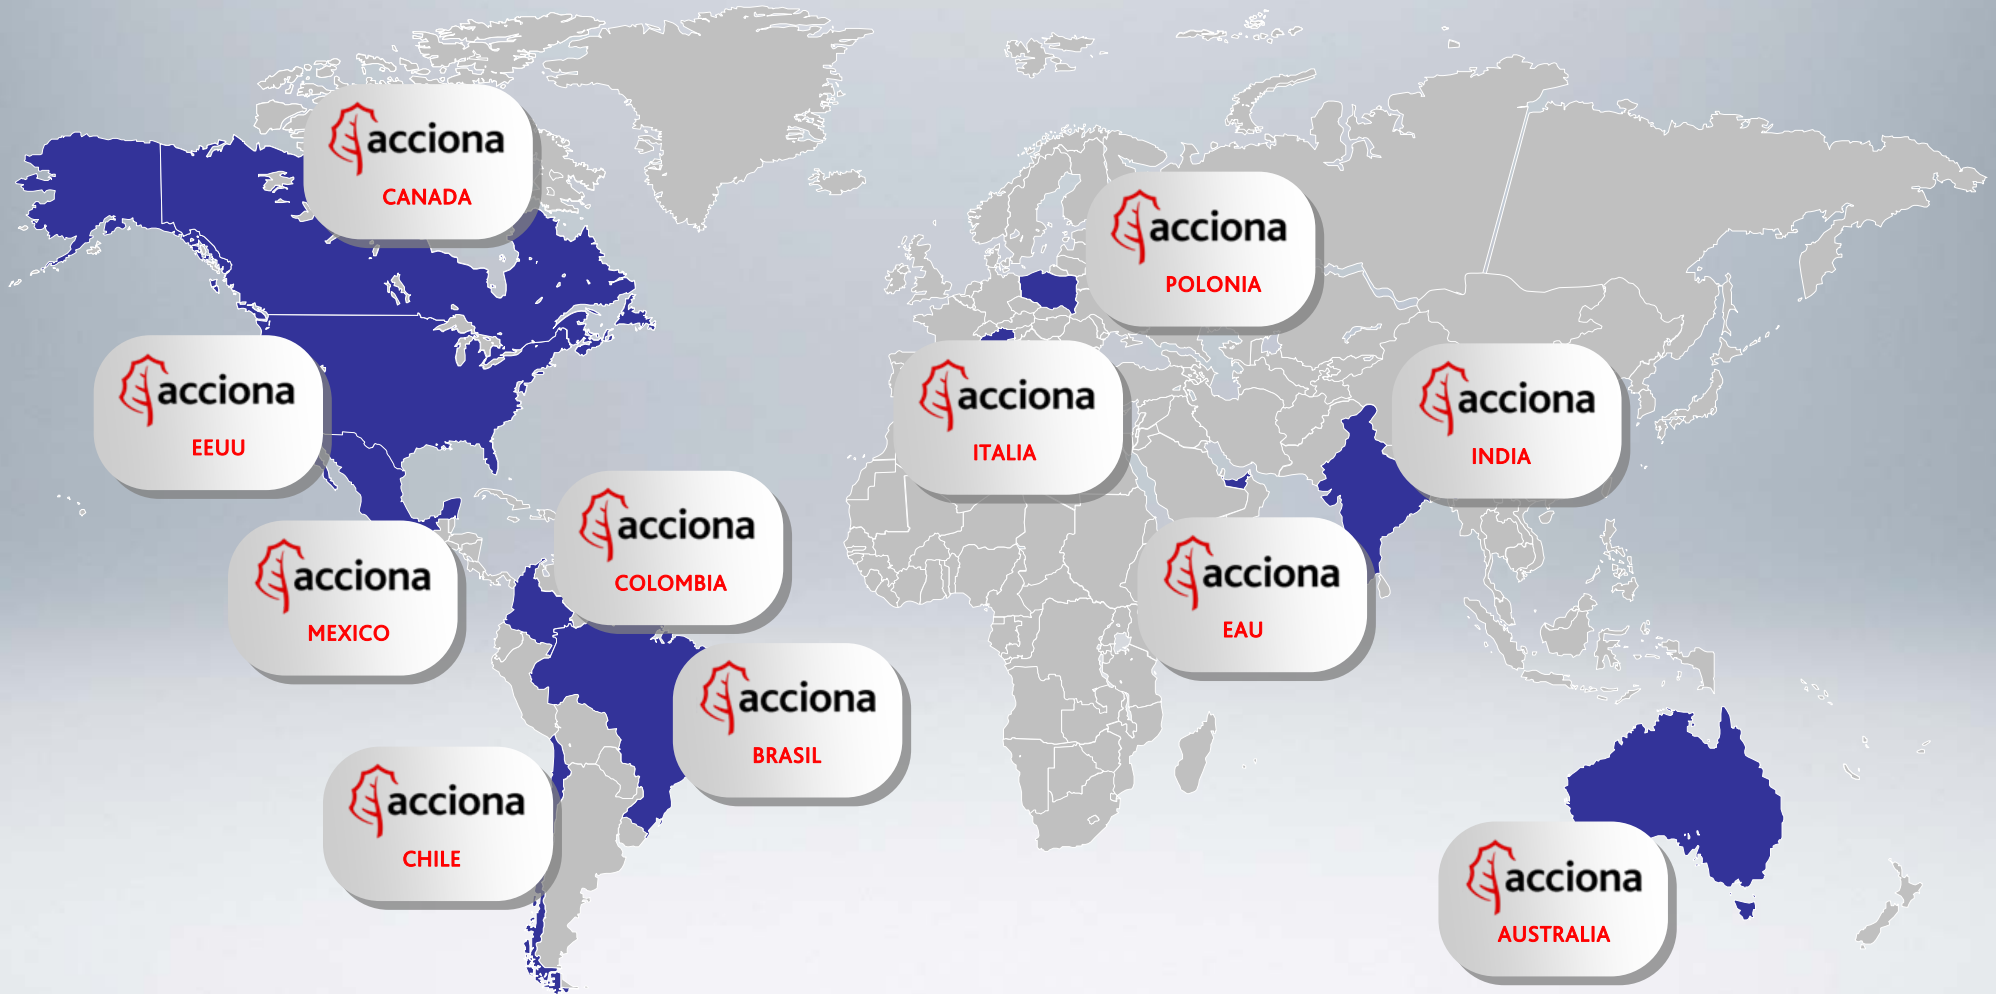 acciona
CANADA
acciona
POLONIA
acciona
EEUU
acciona
ITALIA
acciona
INDIA
acciona
COLOMBIA
acciona
MEXICO
acciona
EAU
acciona
BRASIL
acciona
CHILE
acciona
AUSTRALIA